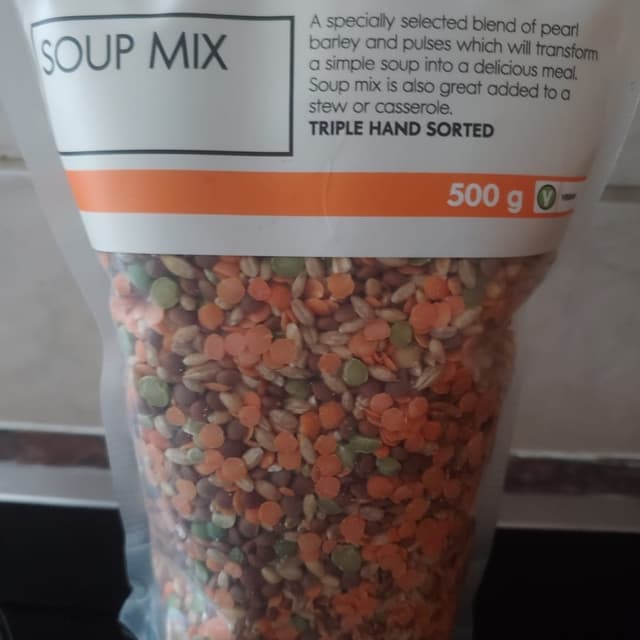 SOUP MIX
A specially selected blend of pearl
barley and pulses which will transform
a simple soup into a delicious meal.
Soup mix is also great added to a
stew or casserole.
TRIPLE HAND SORTED
500 g V